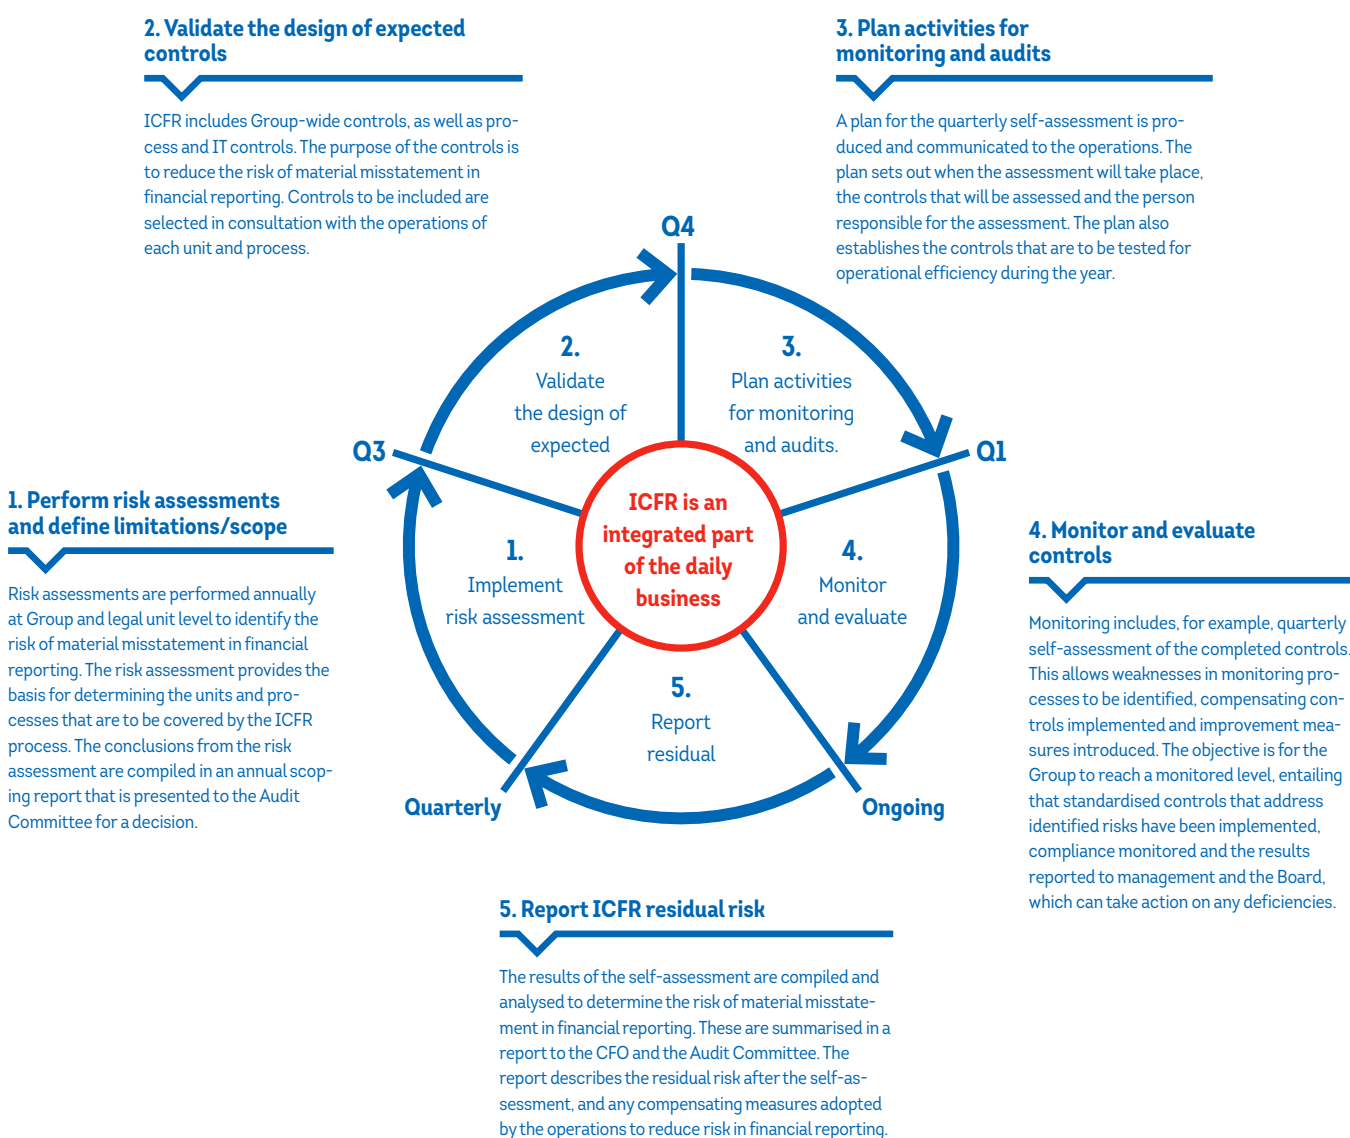 2. Validate the design of expected
controls
ICFR includes Group-wide controls, as well as pro-
cess and IT controls. The purpose of the controls is
to reduce the risk of material misstatement in
financial reporting. Controls to be included are
selected in consultation with the operations of
each unit and process.
3. Plan activities for
monitoring and audits
A plan for the quarterly self-assessment is pro-
duced and communicated to the operations. The
plan sets out when the assessment will take place,
the controls that will be assessed and the person
responsible for the assessment. The plan also
establishes the controls that are to be tested for
operational efficiency during the year.
Q4
2.
Validate
the design of
expected
3.
Plan activities
for monitoring
and audits.
Q3
Q1
1. Perform risk assessments
and define limitations/scope
Risk assessments are performed annually
at Group and legal unit level to identify the
risk of material misstatement in financial
reporting. The risk assessment provides the
basis for determining the units and pro-
cesses that are to be covered by the ICFR
process. The conclusions from the risk
assessment are compiled in an annual scop-
ing report that is presented to the Audit
Committee for a decision.
1.
Implement
risk assessment
ICFR is an
integrated part
of the daily
business
4.
Monitor
and evaluate
5.
Report
residual
Quarterly
Ongoing
4. Monitor and evaluate
controls
Monitoring includes, for example, quarterly
self-assessment of the completed controls.
This allows weaknesses in monitoring pro-
cesses to be identified, compensating con-
trols implemented and improvement mea-
sures introduced. The objective is for the
Group to reach a monitored level, entailing
that standardised controls that address
identified risks have been implemented,
compliance monitored and the results
reported to management and the Board,
which can take action on any deficiencies.
5. Report ICFR residual risk
The results of the self-assessment are compiled and
analysed to determine the risk of material misstate-
ment in financial reporting. These are summarised in a
report to the CFO and the Audit Committee. The
report describes the residual risk after the self-as-
sessment, and any compensating measures adopted
by the operations to reduce risk in financial reporting.